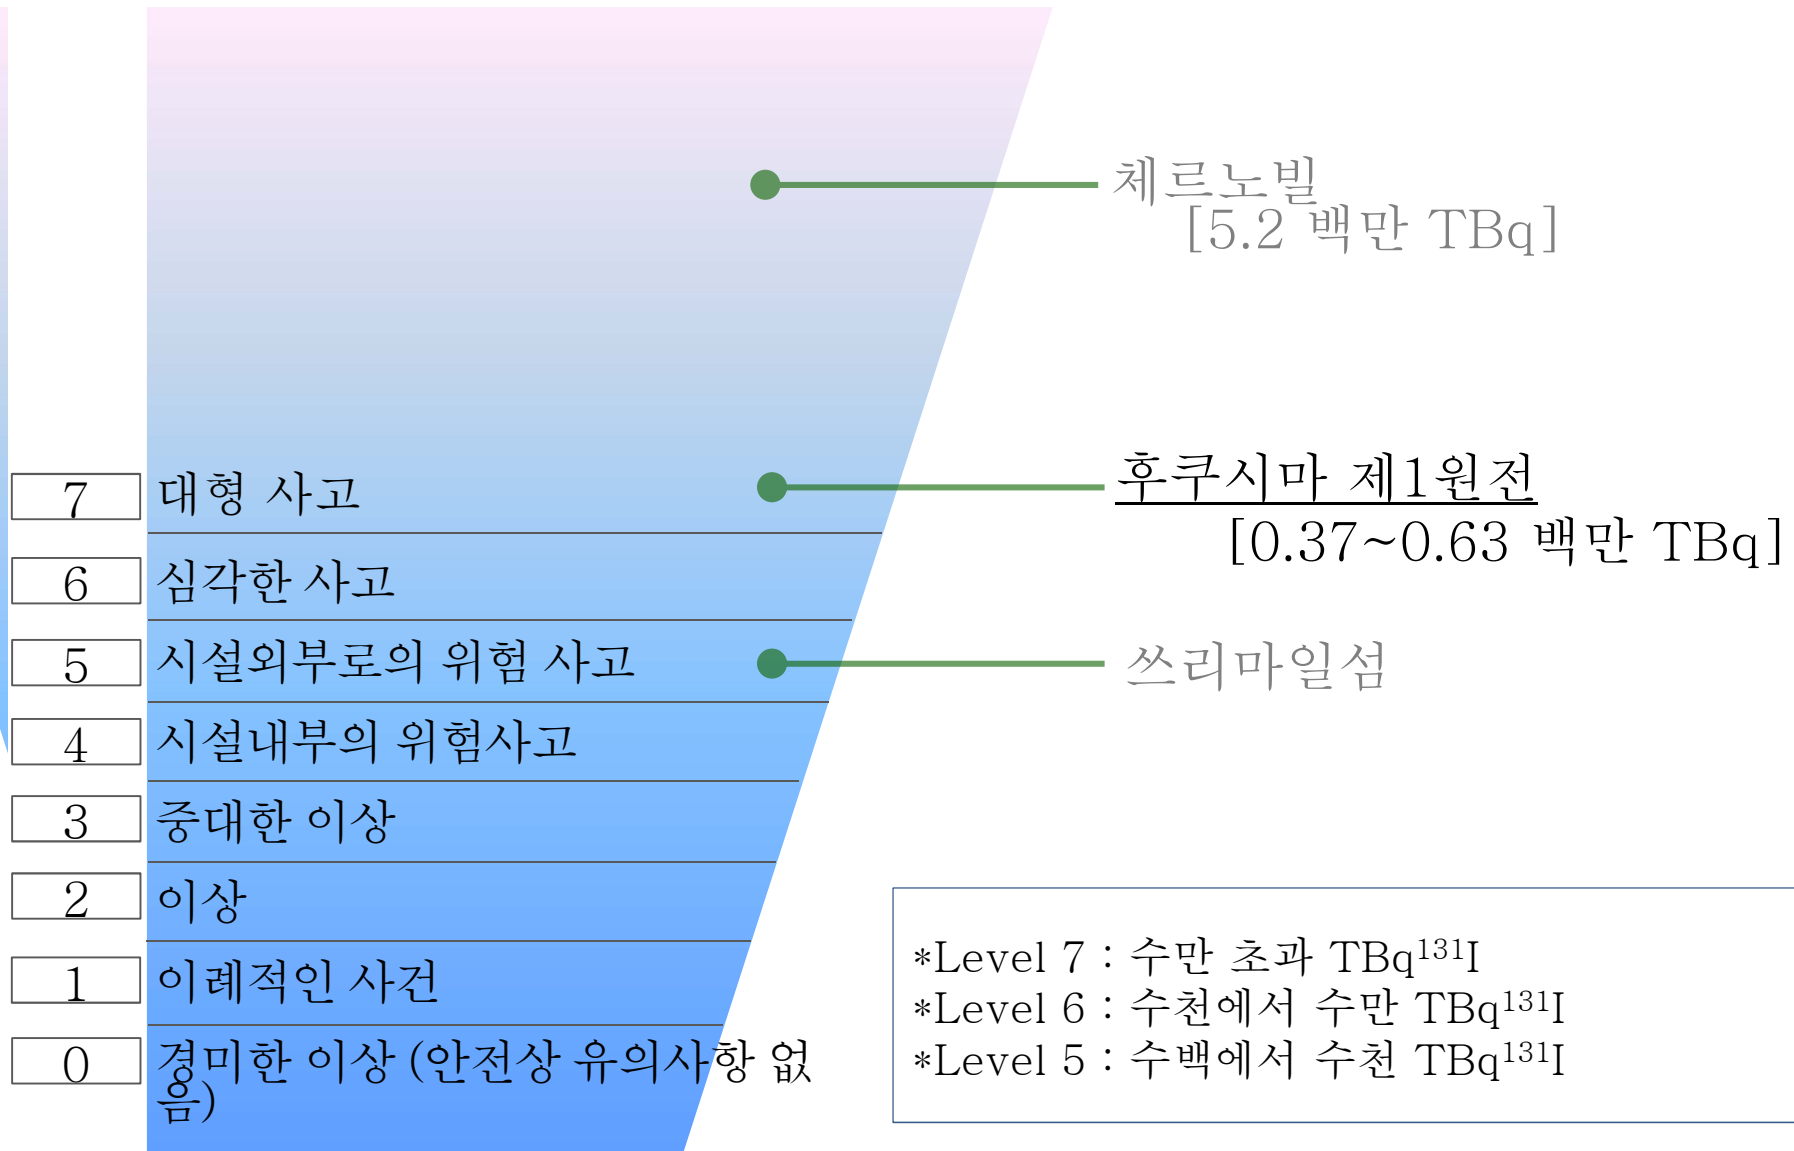 체르노빌
[5.2 백만 TBq]
7 대형 사고
후쿠시마 제1원전
[0.37~0.63 백만 TBq]
6 심각한 사고
5 시설외부로의 위험 사고
쓰리마일섬
4 시설내부의 위험사고
3 중대한 이상
2 이상
1 이례적인 사건
0 경미한 이상 (안전상 유의사항 없
음)
*Level 7 : 수만 초과 TBq¹³¹I
*Level 6 : 수천에서 수만 TBq¹³¹I
*Level 5 : 수백에서 수천 TBq¹³¹I